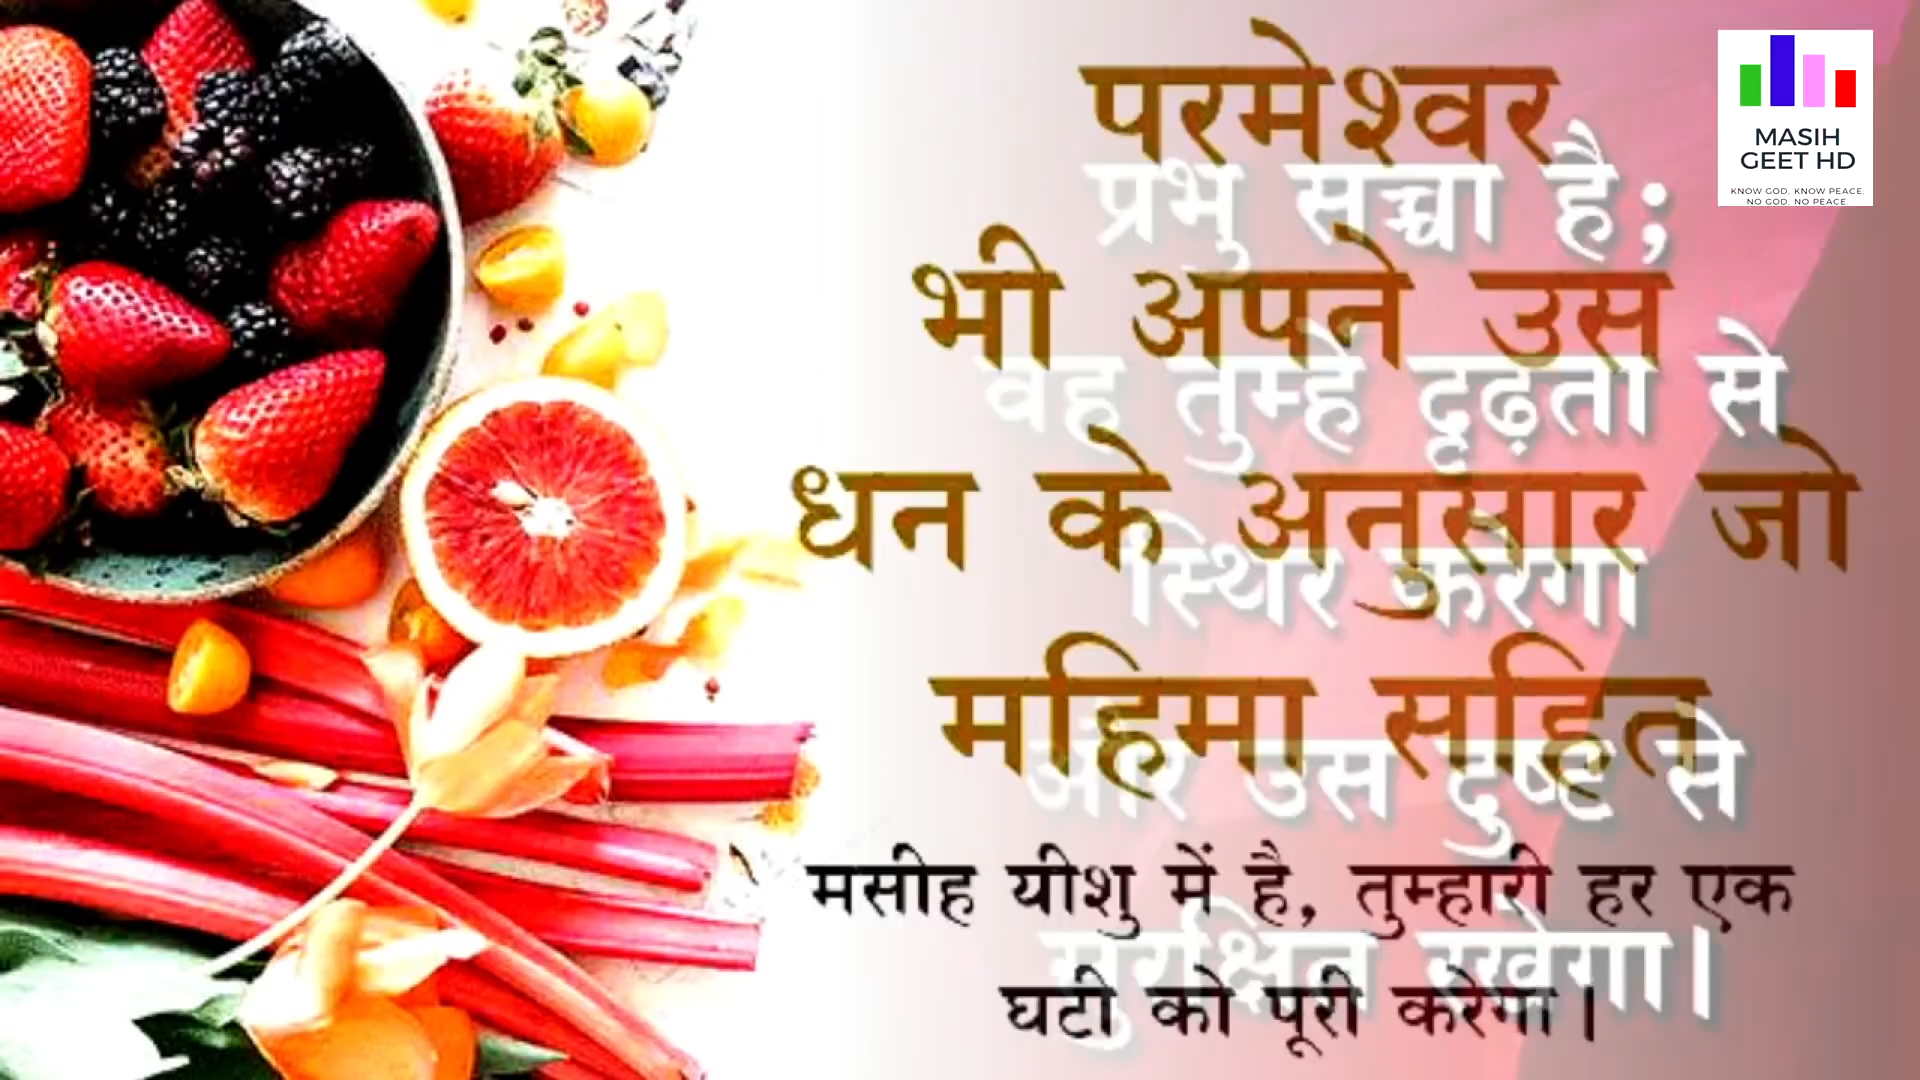 परमेश्वर
प्रभु सच्चा है;
भी अपने उस
वह तुम्हें दृढ़ता से
धन के अनुसार जो
स्थिर करेगा
महिमा सहित
और उस दुष्ट से
मसीह यीशु में है, तुम्हारी हर एक
सुरक्षित रखेगा।
घटी को पूरी करेगा।
MASIH
GEET HD
KNOW GOD. KNOW PEACE.
NO GOD. NO PEACE